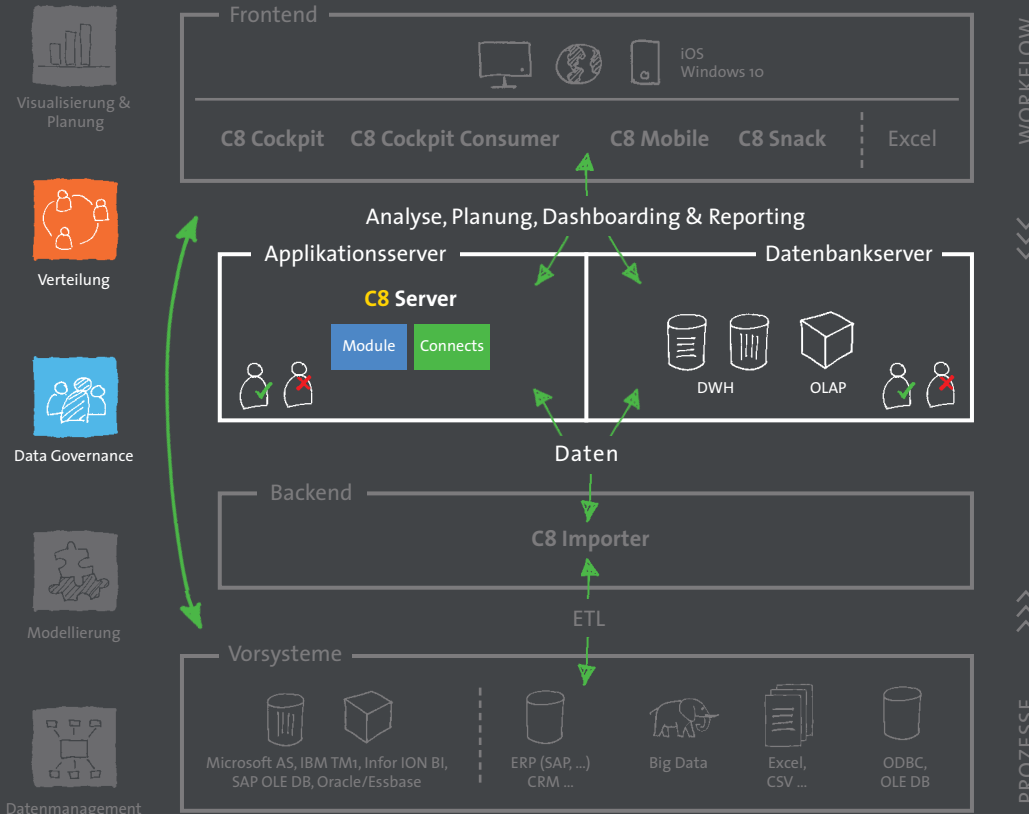 Frontend
iOS
Windows 10
C8 Cockpit
C8 Cockpit Consumer
C8 Mobile
C8 Snack
Excel
Visualisierung &
Planung
Verteilung
Data Governance
Modellierung
Datenmanagement
Analyse, Planung, Dashboarding & Reporting
Applikationsserver
C8 Server
Module
Connects
Datenbankserver
DWH
OLAP
Daten
Backend
C8 Importer
ETL
Vorsysteme
Microsoft AS, IBM TM1, Infor ION BI,
SAP OLE DB, Oracle/Essbase
ERP (SAP, ...)
CRM ...
Big Data
Excel,
CSV ...
ODBC,
OLE DB
WORKFLOW
PROZESSE